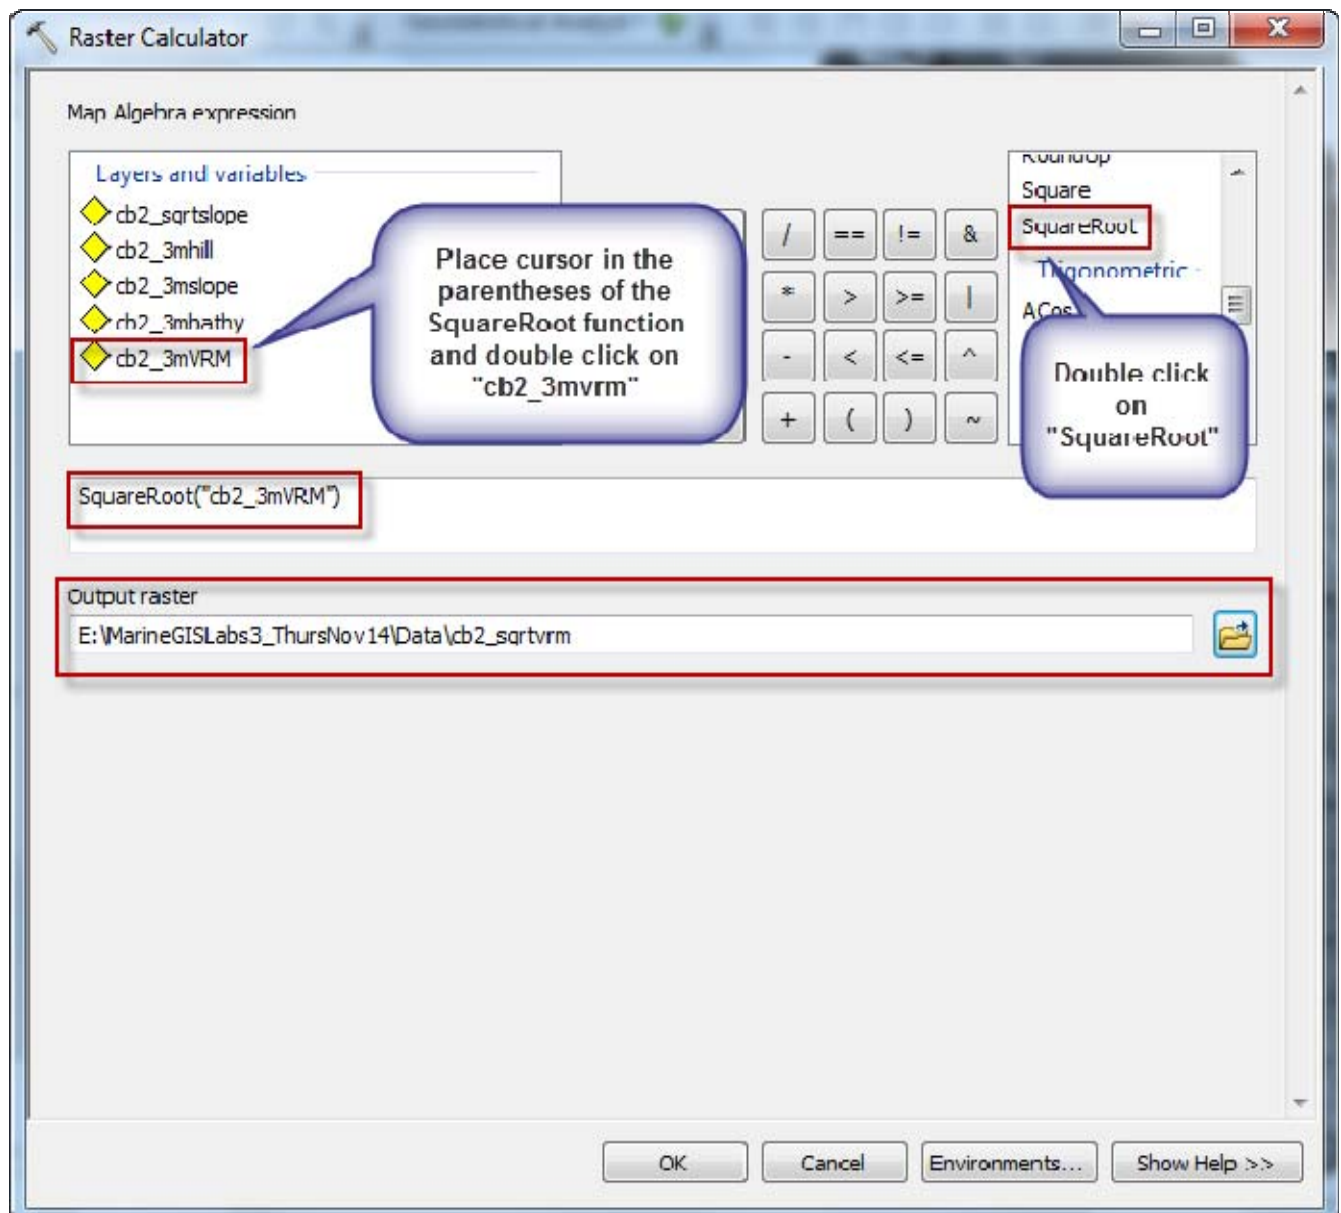 Raster Calculator
Map Algebra expression
Layers and variables
cb2_sqrtslope
cb2_3mhill
cb2_3mslope
cb2_3mbathy
cb2_3mVRM
Place cursor in the
parentheses of the
SquareRoot function
and double click on
"cb2_3mvrm"
/ == != &
* > >= |
- < <= ^
+ ( ) ~
RoundUp
Square
SquareRoot
Trigonometric
ACos
Double click
on
"SquareRoot"
SquareRoot("cb2_3mVRM")
Output raster
E:\MarineGISLabs3_ThursNov14\Data\cb2_sqrtvrm
OK
Cancel
Environments...
Show Help >>